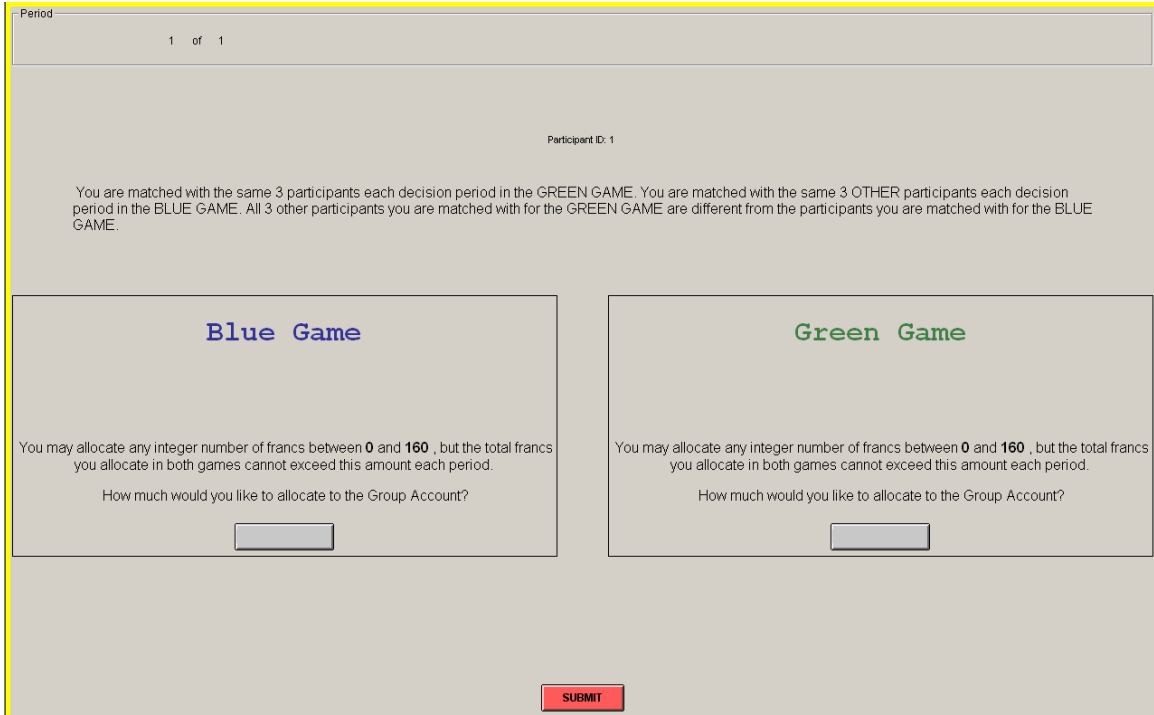 Period
1 of 1
Participant ID: 1
You are matched with the same 3 participants each decision period in the GREEN GAME. You are matched with the same 3 OTHER participants each decision
period in the BLUE GAME. All 3 other participants you are matched with for the GREEN GAME are different from the participants you are matched with for the BLUE
GAME.
Blue Game
You may allocate any integer number of francs between 0 and 160 , but the total francs
you allocate in both games cannot exceed this amount each period.
How much would you like to allocate to the Group Account?
Green Game
You may allocate any integer number of francs between 0 and 160 , but the total francs
you allocate in both games cannot exceed this amount each period.
How much would you like to allocate to the Group Account?
SUBMIT